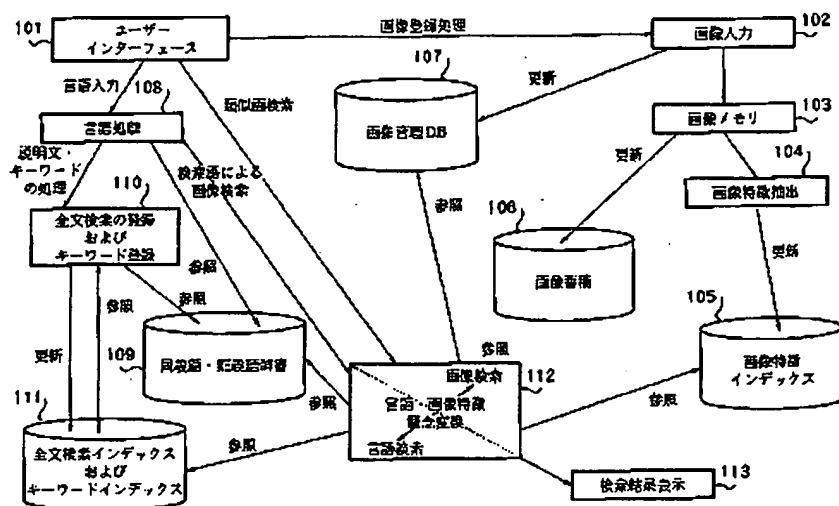 101
ユーザー
インターフェース
画像登録処理
画像入力
102
言語入力
108
類似画検索
107
更新
言語処理
画像管理DB
画像メモリ
103
説明文・
キーワード
の処理
検索語による
画像検索
更新
104
110
画像特徴抽出
全文検索の登録
および
キーワード登録
参照
参照
106
画像蓄積
更新
参照
参照
105
更新
109
同義語・類義語辞書
参照
画像検索
112
画像特徴
インデックス
111
参照
言語・画像特徴
概念変換
参照
全文検索インデックス
および
キーワードインデックス
参照
言語検索
検索結果表示
113